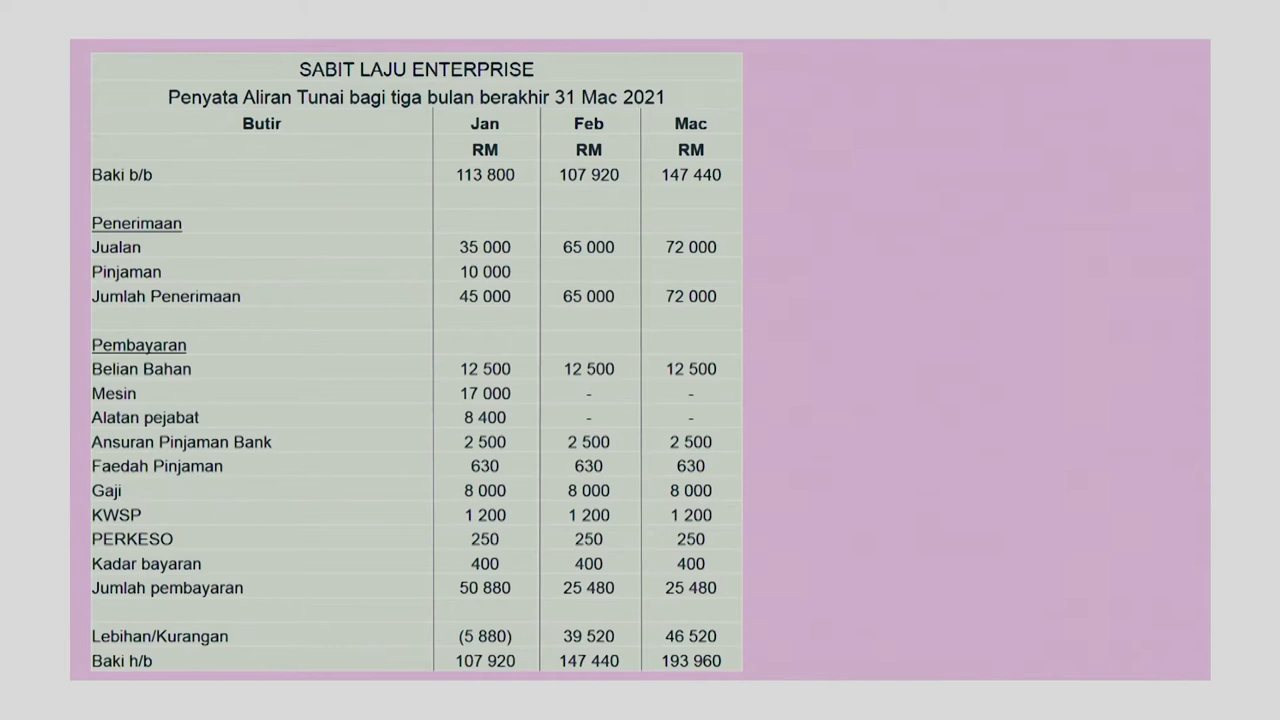 SABIT LAJU ENTERPRISE
Penyata Aliran Tunai bagi tiga bulan berakhir 31 Mac 2021
Butir Jan Feb Mac
RM RM RM
Baki b/b 113 800 107 920 147 440
Penerimaan
Jualan 35 000 65 000 72 000
Pinjaman 10 000
Jumlah Penerimaan 45 000 65 000 72 000
Pembayaran
Belian Bahan 12 500 12 500 12 500
Mesin 17 000 - -
Alatan pejabat 8 400 - -
Ansuran Pinjaman Bank 2 500 2 500 2 500
Faedah Pinjaman 630 630 630
Gaji 8 000 8 000 8 000
KWSP 1 200 1 200 1 200
PERKESO 250 250 250
Kadar bayaran 400 400 400
Jumlah pembayaran 50 880 25 480 25 480
Lebihan/Kurangan (5 880) 39 520 46 520
Baki h/b 107 920 147 440 193 960